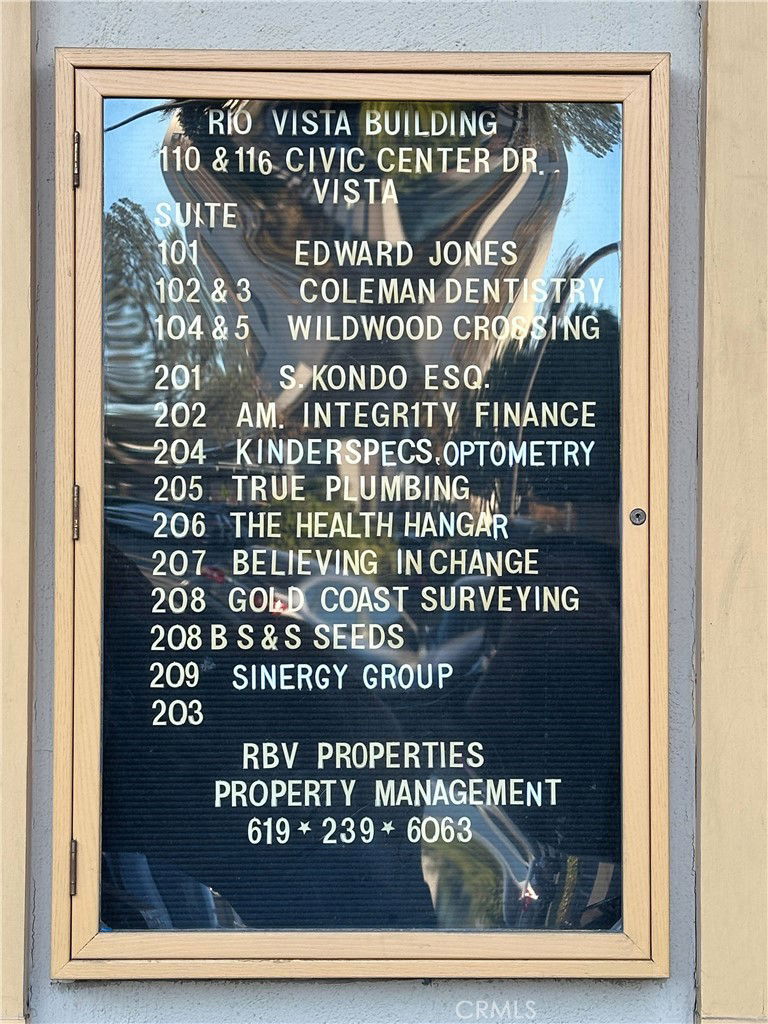 RIO VISTA BUILDING
110 & 116 CIVIC CENTER DR.
VISTA
SUITE
101 EDWARD JONES
102 & 3 COLEMAN DENTISTRY
104 & 5 WILDWOOD CROSSING
201 S. KONDO ESQ.
202 AM. INTEGR1TY FINANCE
204 KINDERSPECS.OPTOMETRY
205 TRUE PLUMBING
206 THE HEALTH HANGAR
207 BELIEVING IN CHANGE
208 GOLD COAST SURVEYING
208 B S & S SEEDS
209 SINERGY GROUP
203
RBV PROPERTIES
PROPERTY MANAGEMENT
619 * 239 * 6063
CRMLS